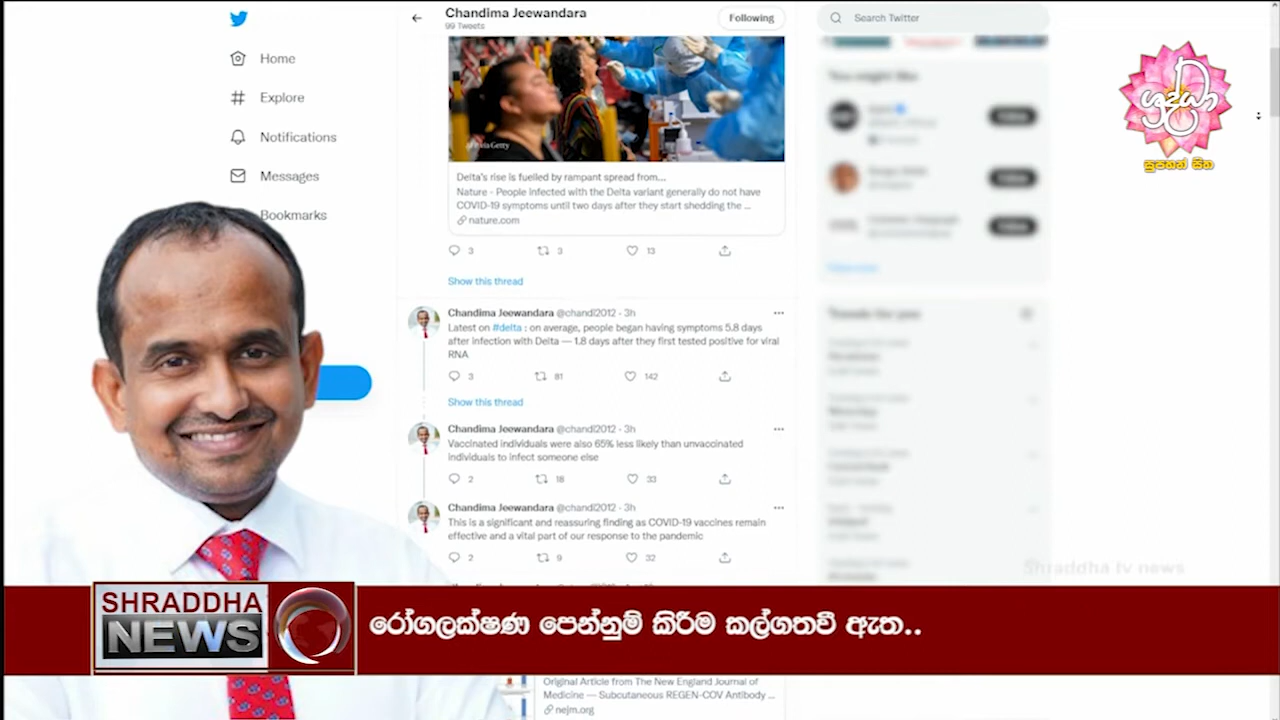 Home
Explore
Notifications
Messages
Bookmarks
Chandima Jeewandara
99 Tweets
Following
Search Twitter
Delta's rise is fuelled by rampant spread from...
Nature - People infected with the Delta variant generally do not have
COVID-19 symptoms until two days after they start shedding the ...
nature.com
3 3 13
Show this thread
Chandima Jeewandara @chandi2012 · 3h
Latest on #delta : on average, people began having symptoms 5.8 days
after infection with Delta — 1.8 days after they first tested positive for viral
RNA
3 81 142
Show this thread
Chandima Jeewandara @chandi2012 · 3h
Vaccinated individuals were also 65% less likely than unvaccinated
individuals to infect someone else
2 18 33
Chandima Jeewandara @chandi2012 · 3h
This is a significant and reassuring finding as COVID-19 vaccines remain
effective and a vital part of our response to the pandemic
2 9 32
You might like
Trends for you
ශ්‍රද්ධා
සුපහන් සිත
Shraddha tv news
SHRADDHA
NEWS
රෝගලක්ෂණ පෙන්නුම් කිරීම කල්ගතවී ඇත..
Original Article from The New England Journal of
Medicine — Subcutaneous REGEN-COV Antibody ...
nejm.org